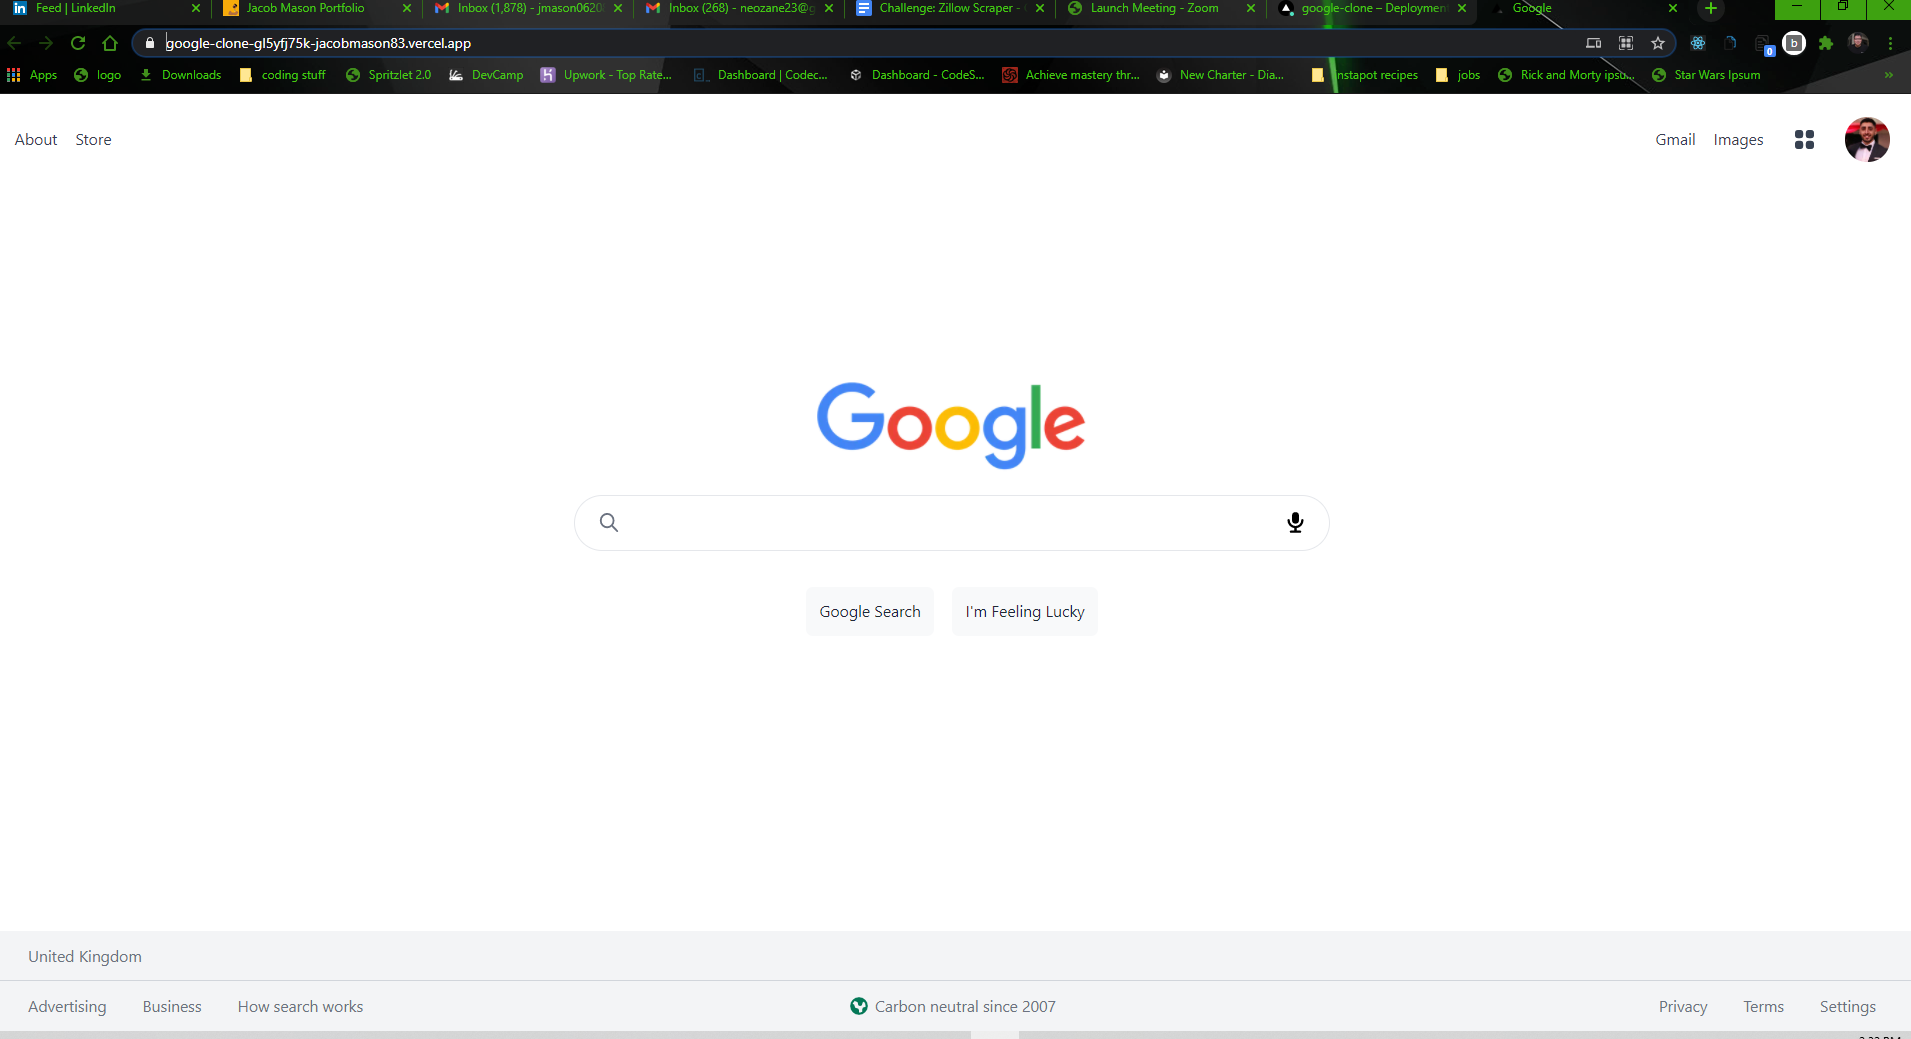 Feed | LinkedIn Jacob Mason Portfolio Inbox (1,878) - jmason0620 Inbox (268) - neozane23@g Challenge: Zillow Scraper - Launch Meeting - Zoom google-clone – Deployment Google
google-clone-gl5yfj75k-jacobmason83.vercel.app
Apps logo Downloads coding stuff Spritzlet 2.0 DevCamp Upwork - Top Rate... Dashboard | Codec... Dashboard - CodeS... Achieve mastery thr... New Charter - Dia... instapot recipes jobs Rick and Morty ipsu... Star Wars Ipsum
About Store Gmail Images
Google
Google Search I'm Feeling Lucky
United Kingdom
Advertising Business How search works Carbon neutral since 2007 Privacy Terms Settings